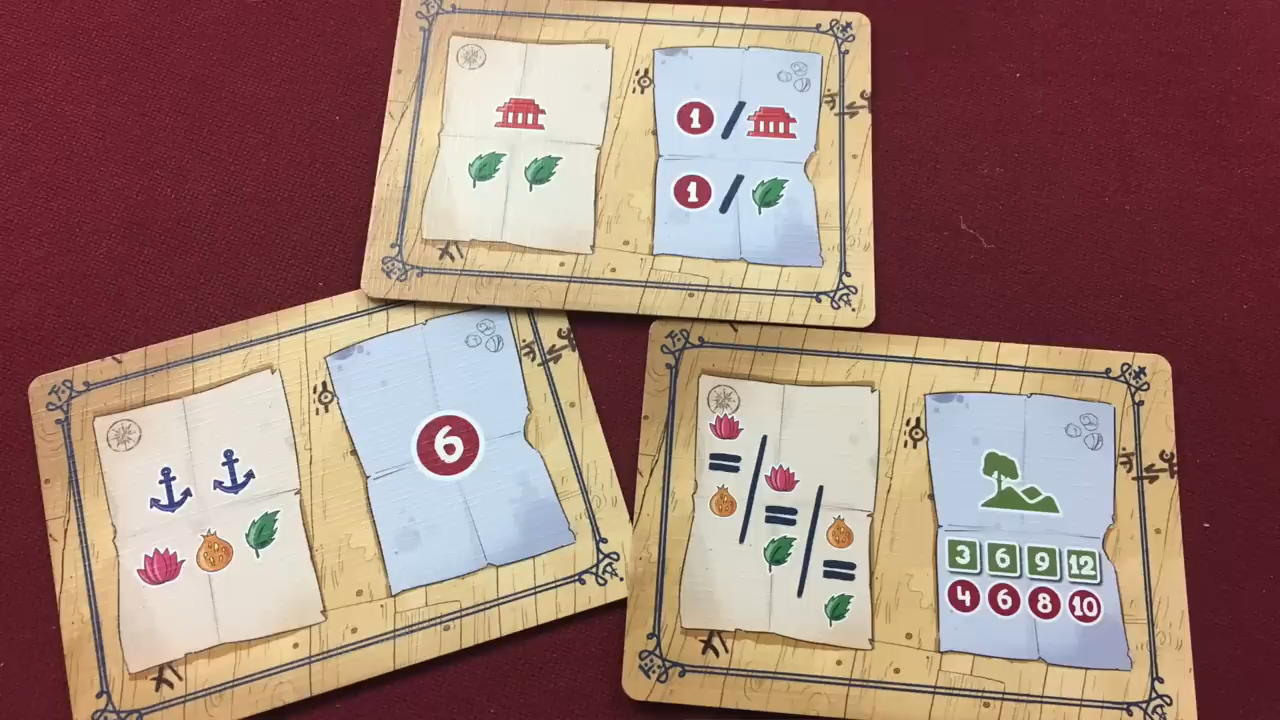 1 /
1 /
6
= / = / =
3 6 9 12
4 6 8 10